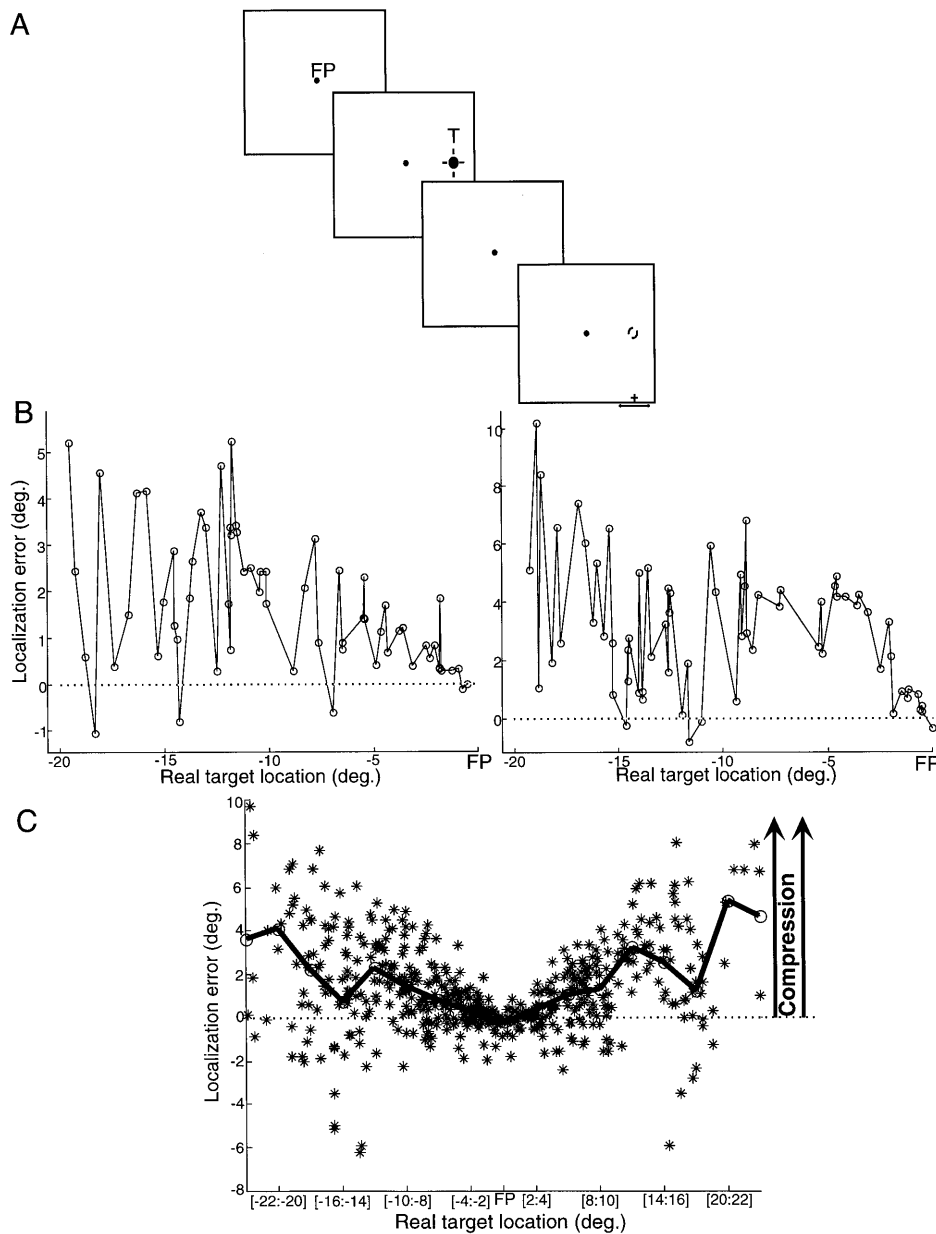 A
FP
T
B
Localization error (deg.)
5
4
3
2
1
0
-1
-20
-15
-10
-5
FP
Real target location (deg.)
10
8
6
4
2
0
-20
-15
-10
-5
FP
Real target location (deg.)
C
Localization error (deg.)
10
8
6
4
2
0
-2
-4
-6
-8
[-22:-20]
[-16:-14]
[-10:-8]
[-4:-2]
FP
[2:4]
[8:10]
[14:16]
[20:22]
Real target location (deg.)
Compression